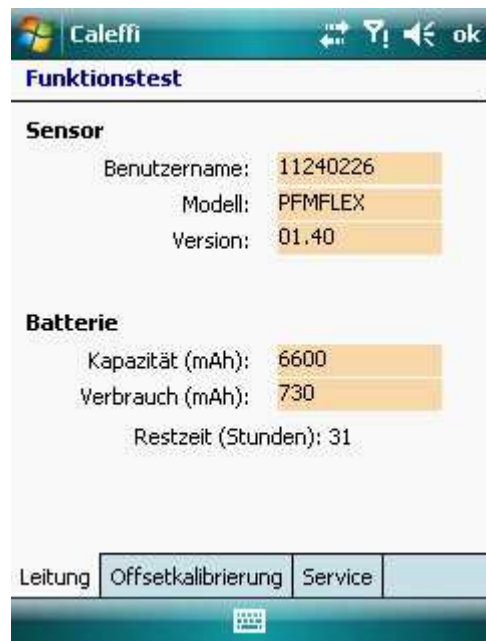 Caleffi ok
Funktionstest
Sensor
Benutzername: 11240226
Modell: PFMFLEX
Version: 01.40
Batterie
Kapazität (mAh): 6600
Verbrauch (mAh): 730
Restzeit (Stunden): 31
Leitung Offsetkalibrierung Service